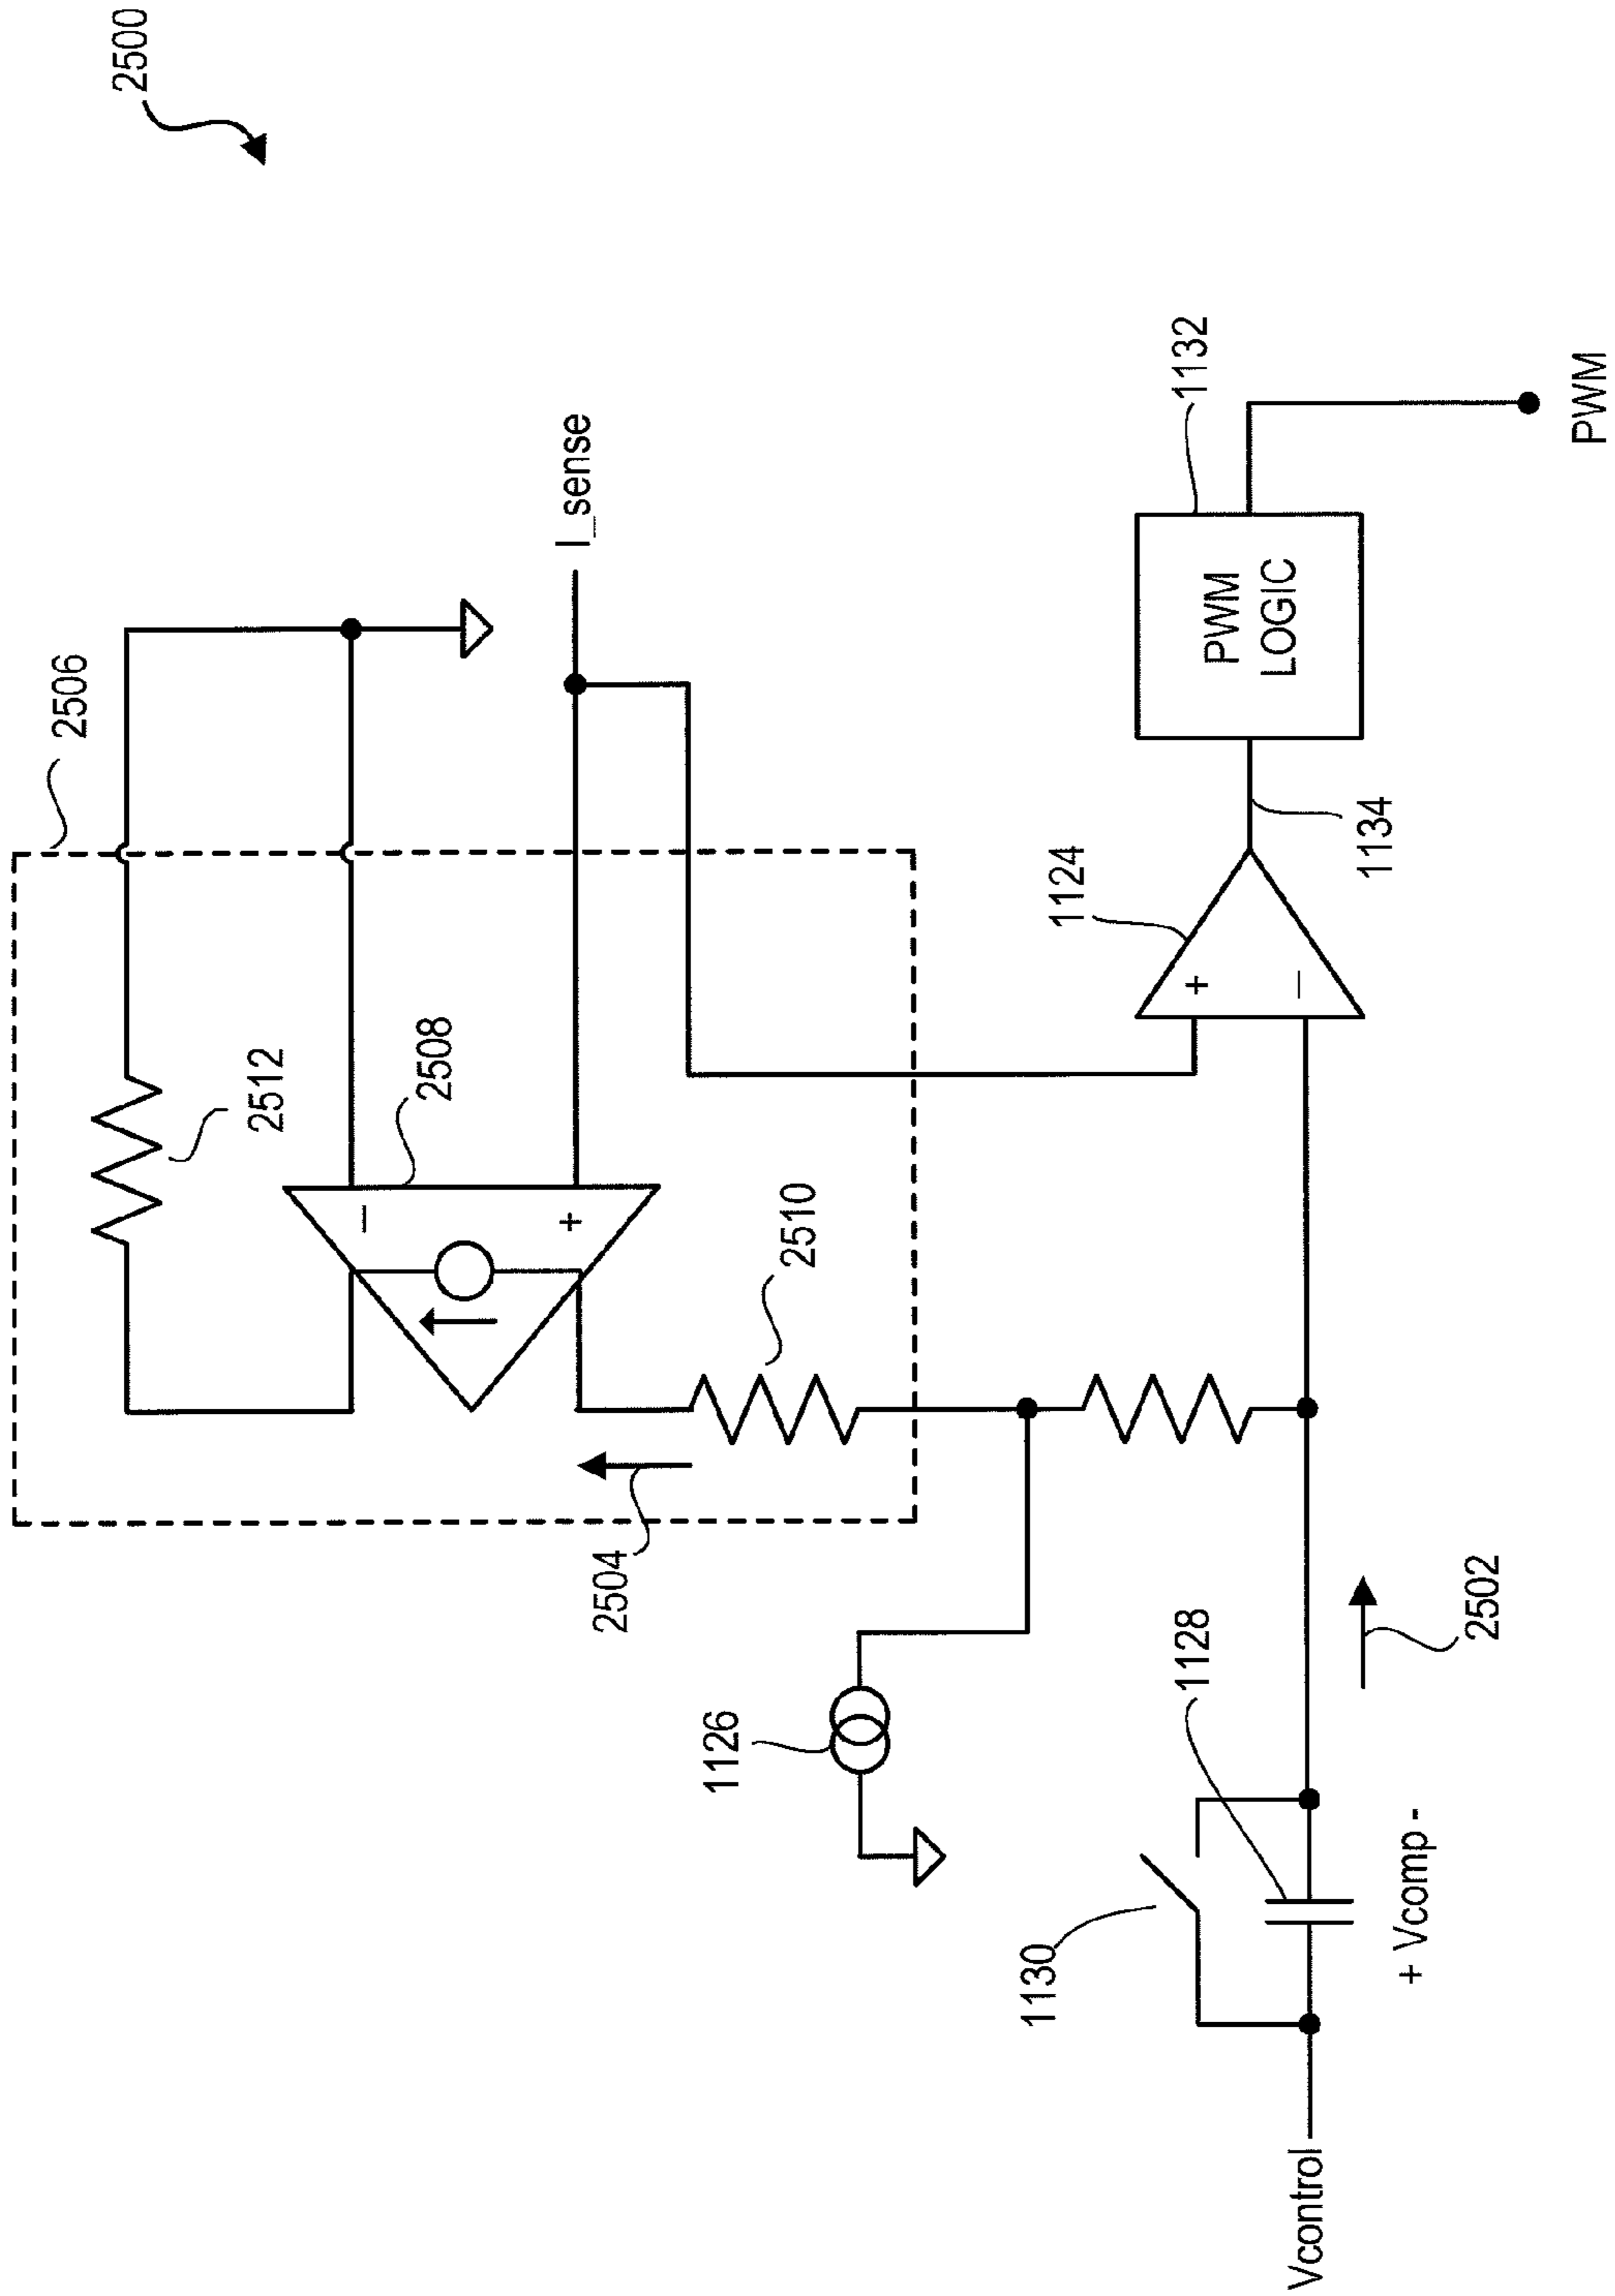 2500
2506
2512
2508
−
+
I_sense
2510
2504
1126
1124
+
−
1132
PWM
LOGIC
1134
PWM
1130
1128
2502
Vcontrol
+ Vcomp -